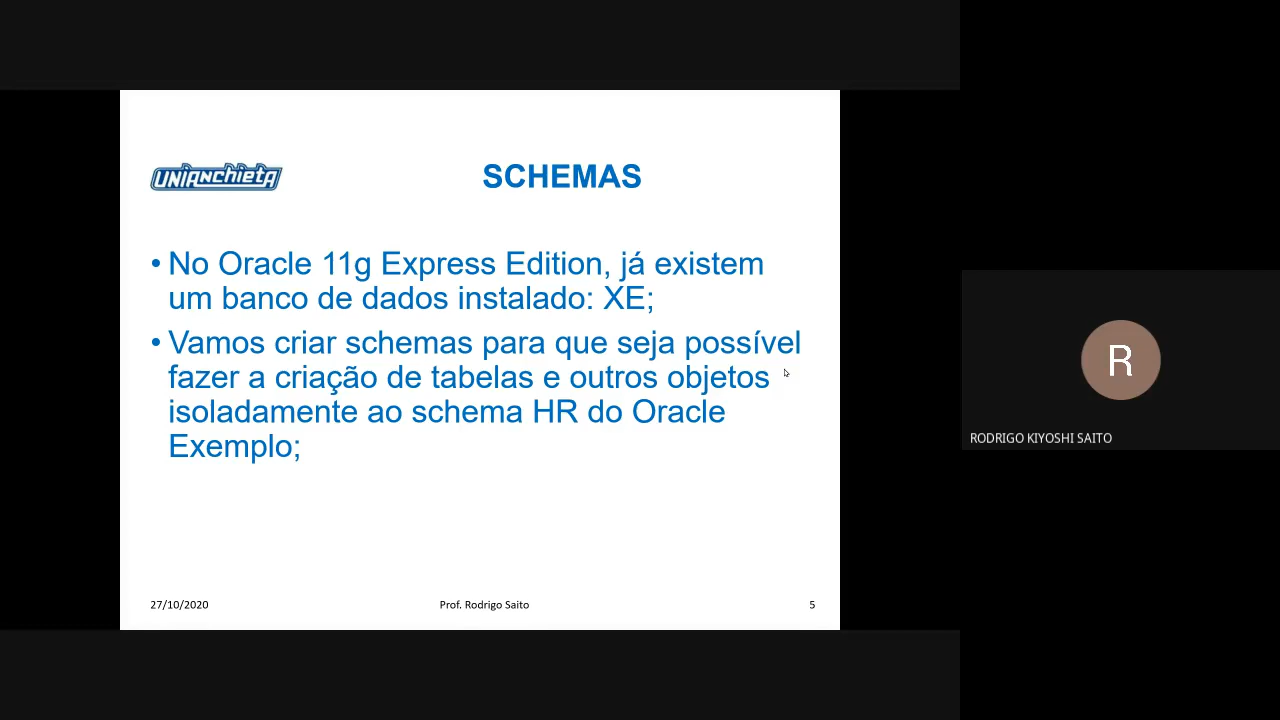 UNIANCHIETA
SCHEMAS
• No Oracle 11g Express Edition, já existem
um banco de dados instalado: XE;
• Vamos criar schemas para que seja possível
fazer a criação de tabelas e outros objetos
isoladamente ao schema HR do Oracle
Exemplo;
27/10/2020
Prof. Rodrigo Saito
5
R
RODRIGO KIYOSHI SAITO